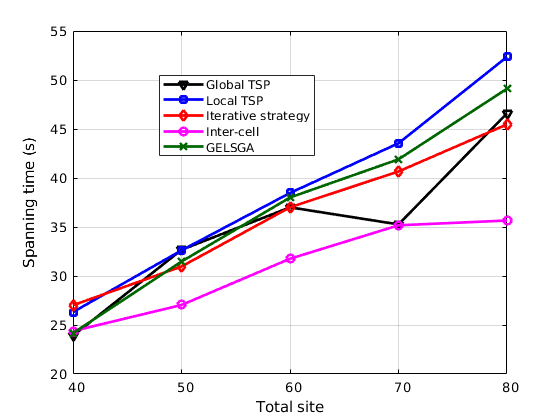 55
50
45
40
35
30
25
20
Spanning time (s)
Global TSP
Local TSP
Iterative strategy
Inter-cell
GELSGA
40 50 60 70 80
Total site